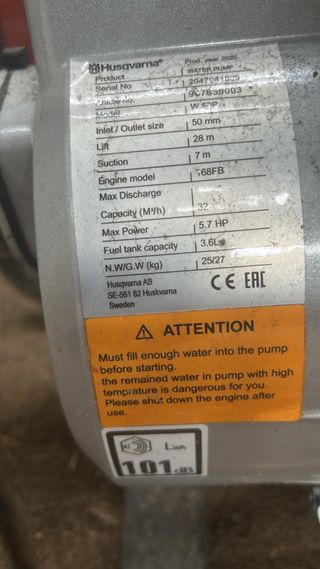 Husqvarna Prod. year 2020
Product WATER PUMP
Serial No
Article no. 967639003
Model W 50P
Inlet / Outlet size 50 mm
Lift 28 m
Suction 7 m
Engine model 168FB
Max Discharge
Capacity (M³/h) 32
Max Power 5.7 HP
Fuel tank capacity 3.6L
N.W/G.W (kg) 25/27
Husqvarna AB
SE-561 82 Huskvarna
Sweden
CE EAC
ATTENTION
Must fill enough water into the pump
before starting.
the remained water in pump with high
temprature is dangerous for you.
Please shut down the engine after
use.
LWA
101 dB